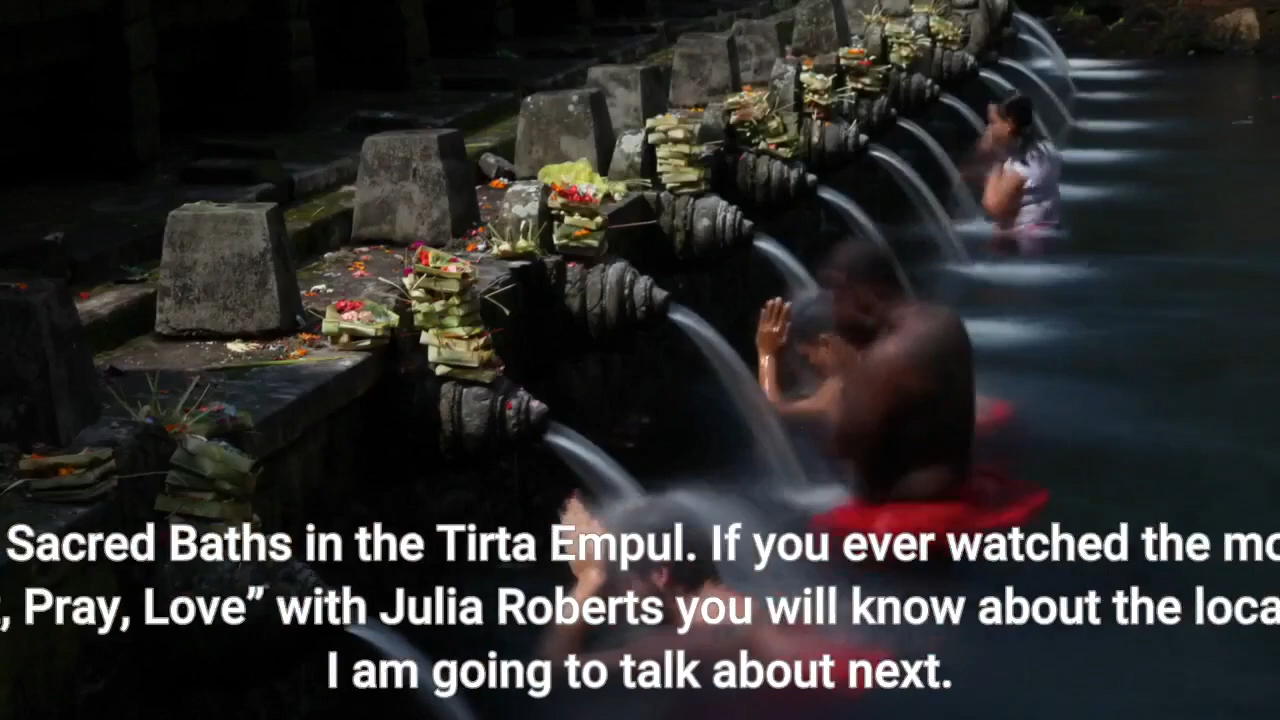 Sacred Baths in the Tirta Empul. If you ever watched the mo
, Pray, Love” with Julia Roberts you will know about the loca
I am going to talk about next.